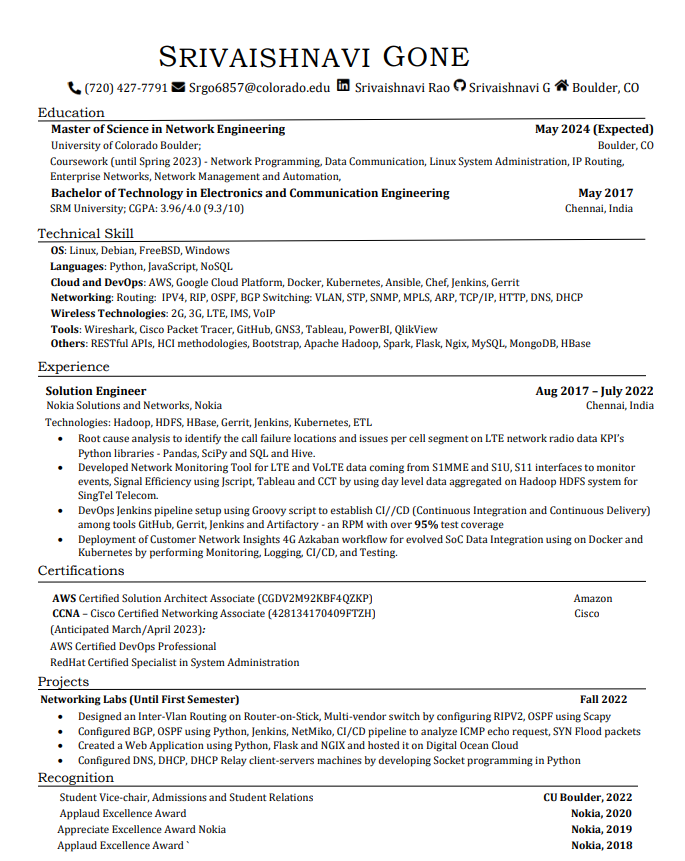 SRIVAISHNAVI GONE
(720) 427-7791 Srgo6857@colorado.edu Srivaishnavi Rao Srivaishnavi G Boulder, CO
Education
Master of Science in Network Engineering May 2024 (Expected)
University of Colorado Boulder; Boulder, CO
Coursework (until Spring 2023) - Network Programming, Data Communication, Linux System Administration, IP Routing,
Enterprise Networks, Network Management and Automation,
Bachelor of Technology in Electronics and Communication Engineering May 2017
SRM University; CGPA: 3.96/4.0 (9.3/10) Chennai, India
Technical Skill
OS: Linux, Debian, FreeBSD, Windows
Languages: Python, JavaScript, NoSQL
Cloud and DevOps: AWS, Google Cloud Platform, Docker, Kubernetes, Ansible, Chef, Jenkins, Gerrit
Networking: Routing: IPV4, RIP, OSPF, BGP Switching: VLAN, STP, SNMP, MPLS, ARP, TCP/IP, HTTP, DNS, DHCP
Wireless Technologies: 2G, 3G, LTE, IMS, VoIP
Tools: Wireshark, Cisco Packet Tracer, GitHub, GNS3, Tableau, PowerBI, QlikView
Others: RESTful APIs, HCI methodologies, Bootstrap, Apache Hadoop, Spark, Flask, Ngix, MySQL, MongoDB, HBase
Experience
Solution Engineer Aug 2017 – July 2022
Nokia Solutions and Networks, Nokia Chennai, India
Technologies: Hadoop, HDFS, HBase, Gerrit, Jenkins, Kubernetes, ETL
• Root cause analysis to identify the call failure locations and issues per cell segment on LTE network radio data KPI's
Python libraries - Pandas, SciPy and SQL and Hive.
• Developed Network Monitoring Tool for LTE and VoLTE data coming from S1MME and S1U, S11 interfaces to monitor
events, Signal Efficiency using Jscript, Tableau and CCT by using day level data aggregated on Hadoop HDFS system for
SingTel Telecom.
• DevOps Jenkins pipeline setup using Groovy script to establish CI//CD (Continuous Integration and Continuous Delivery)
among tools GitHub, Gerrit, Jenkins and Artifactory - an RPM with over 95% test coverage
• Deployment of Customer Network Insights 4G Azkaban workflow for evolved SoC Data Integration using on Docker and
Kubernetes by performing Monitoring, Logging, CI/CD, and Testing.
Certifications
AWS Certified Solution Architect Associate (CGDV2M92KBF4QZKP) Amazon
CCNA – Cisco Certified Networking Associate (428134170409FTZH) Cisco
(Anticipated March/April 2023):
AWS Certified DevOps Professional
RedHat Certified Specialist in System Administration
Projects
Networking Labs (Until First Semester) Fall 2022
• Designed an Inter-Vlan Routing on Router-on-Stick, Multi-vendor switch by configuring RIPV2, OSPF using Scapy
• Configured BGP, OSPF using Python, Jenkins, NetMiko, CI/CD pipeline to analyze ICMP echo request, SYN Flood packets
• Created a Web Application using Python, Flask and NGIX and hosted it on Digital Ocean Cloud
• Configured DNS, DHCP, DHCP Relay client-servers machines by developing Socket programming in Python
Recognition
Student Vice-chair, Admissions and Student Relations CU Boulder, 2022
Applaud Excellence Award Nokia, 2020
Appreciate Excellence Award Nokia Nokia, 2019
Applaud Excellence Award ` Nokia, 2018